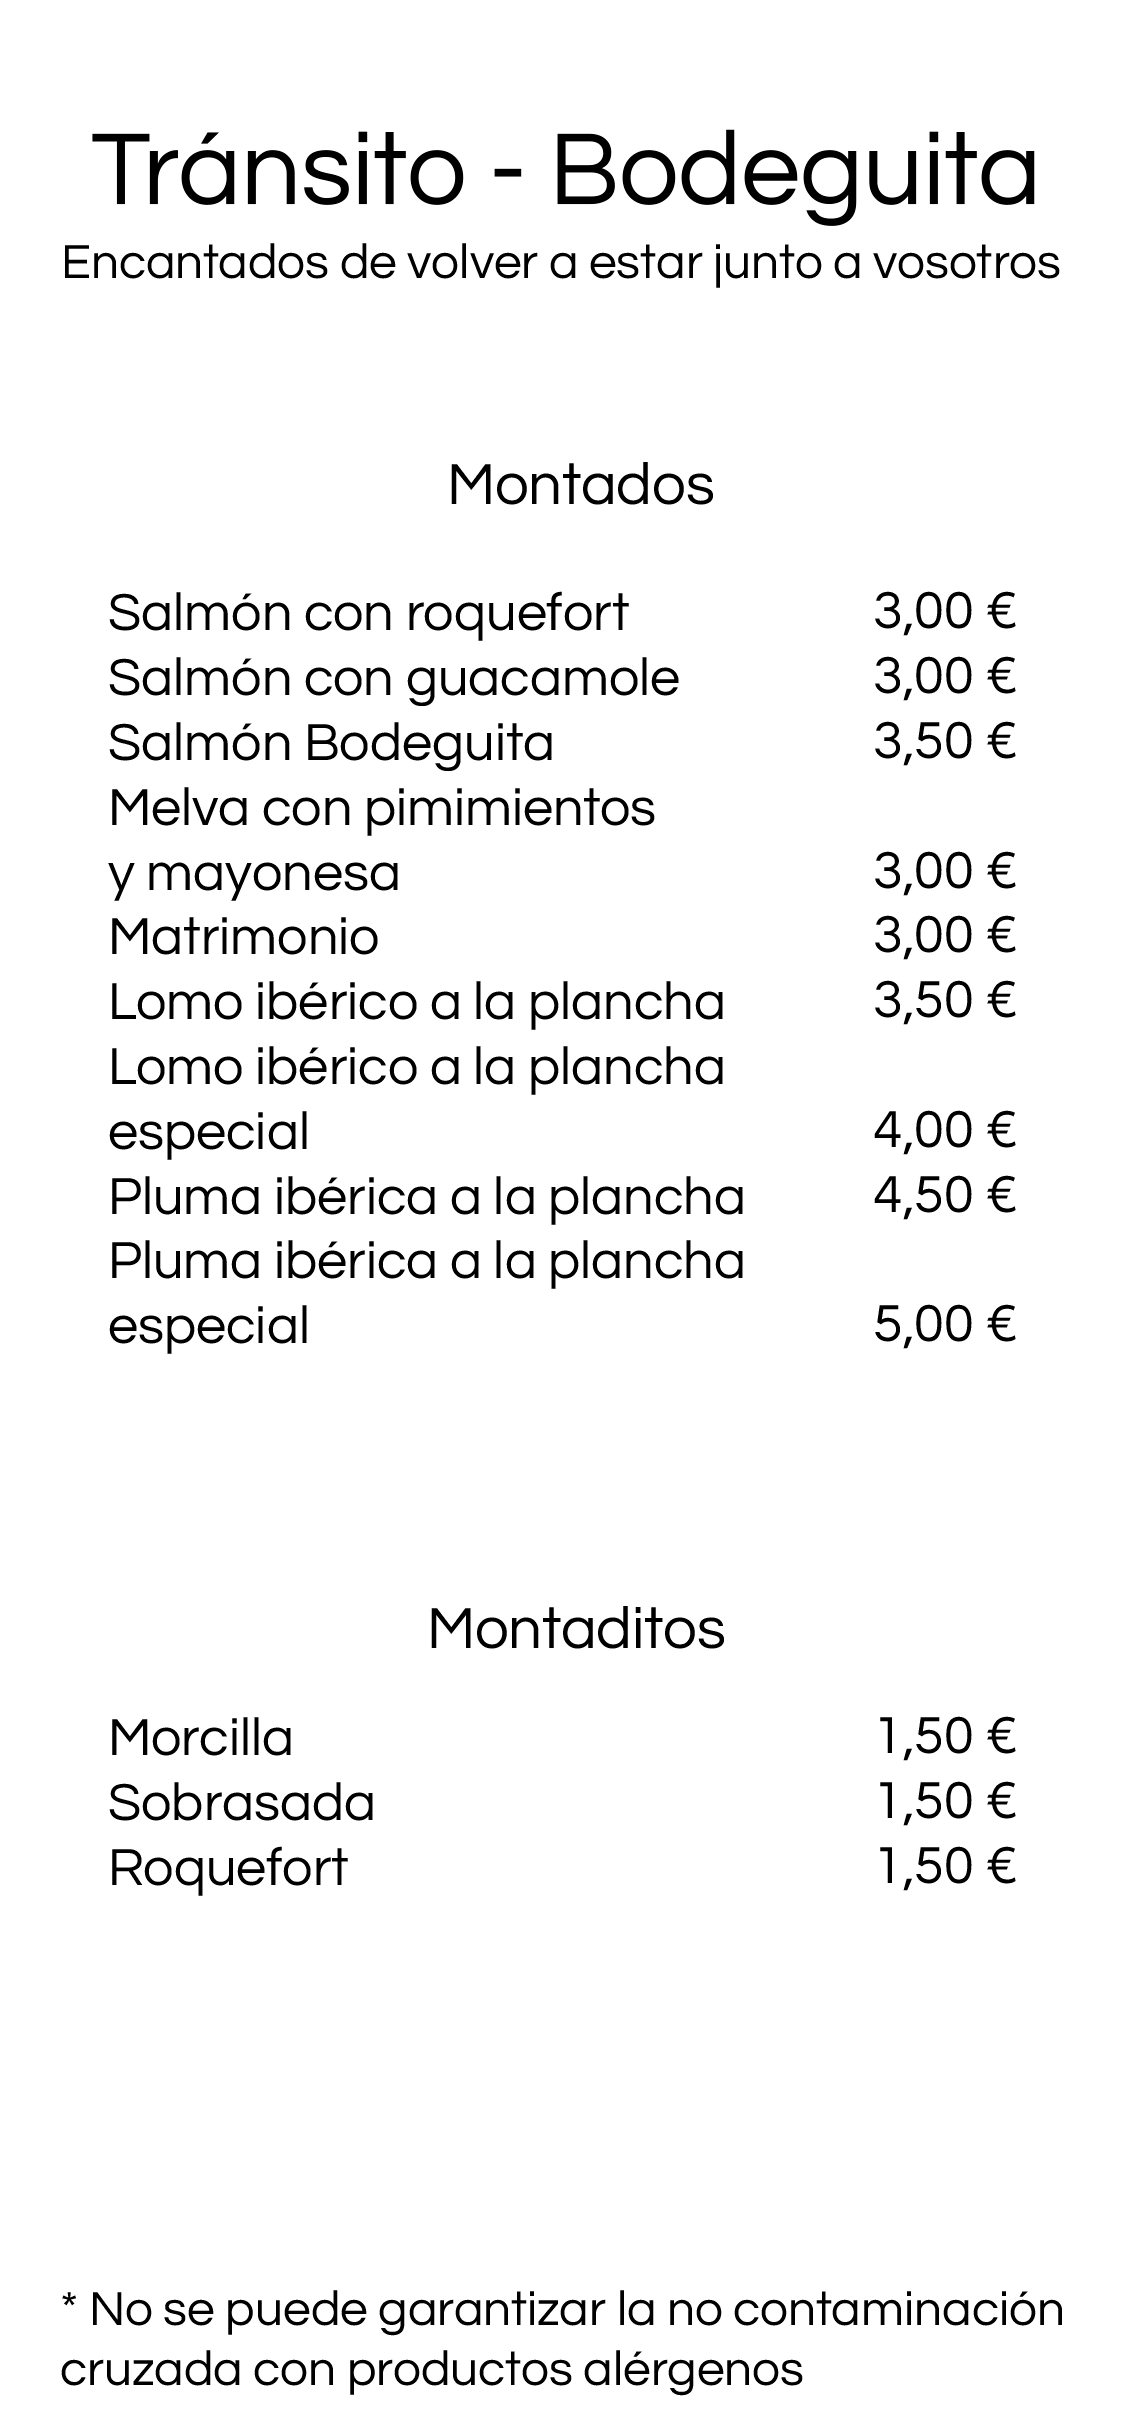 Tránsito - Bodeguita
Encantados de volver a estar junto a vosotros
Montados
Salmón con roquefort 3,00 €
Salmón con guacamole 3,00 €
Salmón Bodeguita 3,50 €
Melva con pimimientos
y mayonesa 3,00 €
Matrimonio 3,00 €
Lomo ibérico a la plancha 3,50 €
Lomo ibérico a la plancha
especial 4,00 €
Pluma ibérica a la plancha 4,50 €
Pluma ibérica a la plancha
especial 5,00 €
Montaditos
Morcilla 1,50 €
Sobrasada 1,50 €
Roquefort 1,50 €
* No se puede garantizar la no contaminación
cruzada con productos alérgenos